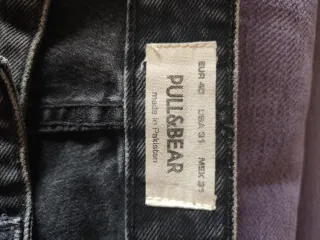 EUR 40 USA 31 MEX 31
PULL&BEAR
made in Pakistan